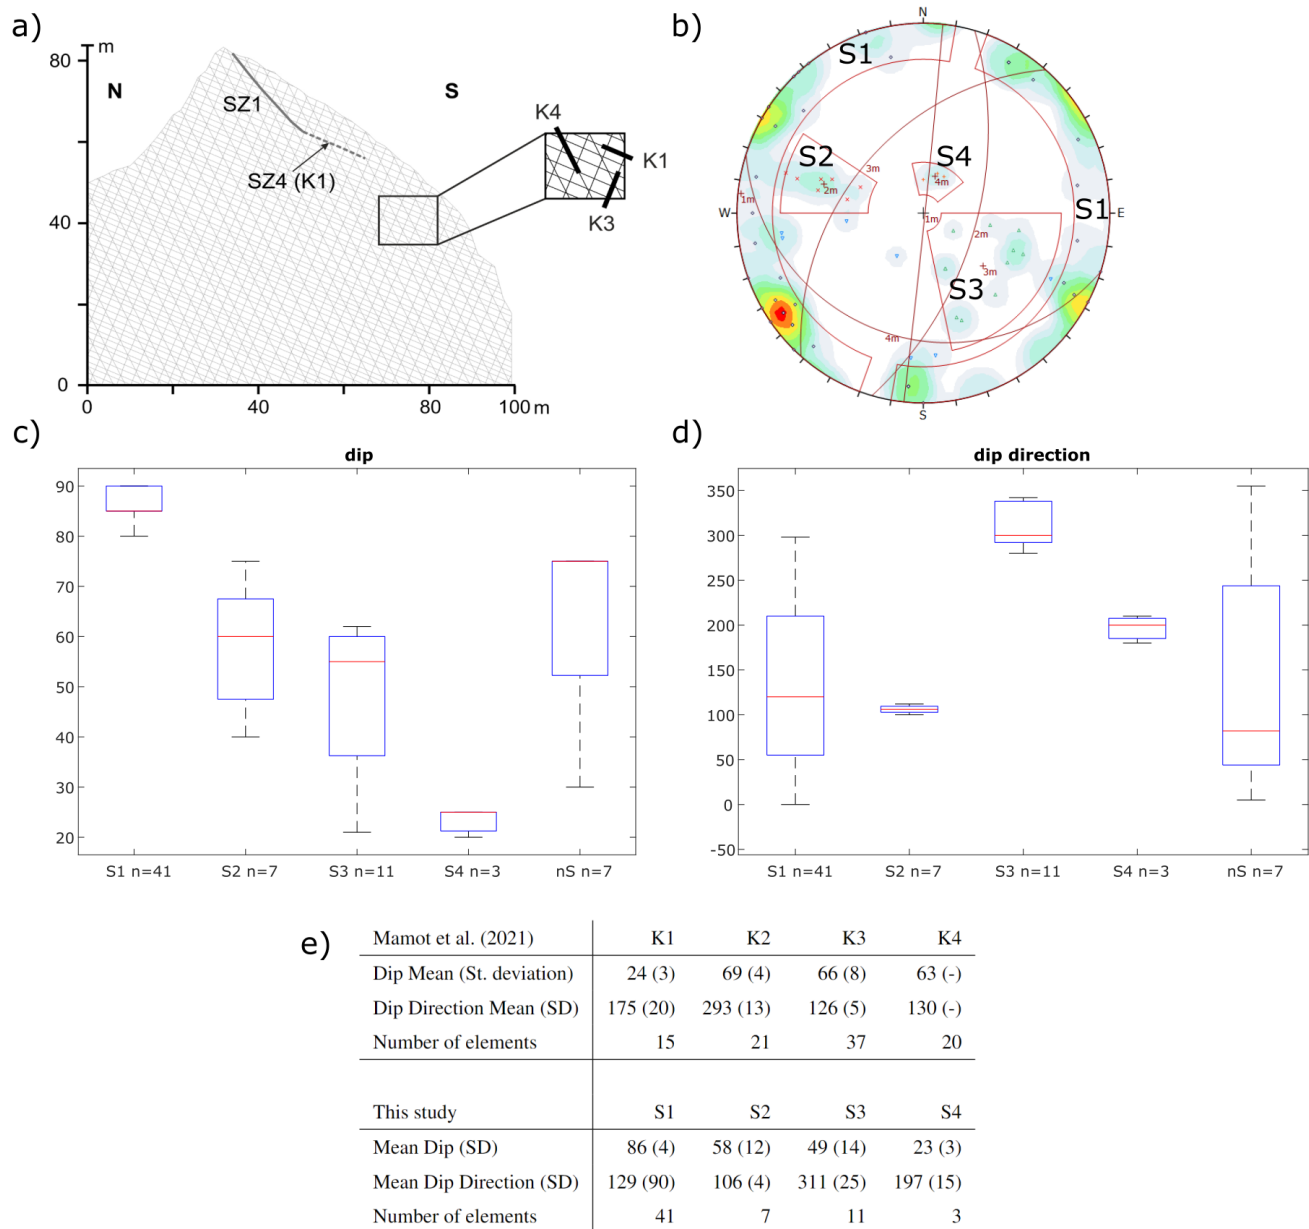 a)
m
80
40
0
0
40
80
100 m
N
S
SZ1
SZ4 (K1)
K4
K1
K3
b)
N
S1
S2
S4
3m
2m
4m
1m
W
1m
E
S1
2m
3m
S3
4m
S
c)
dip
90
80
70
60
50
40
30
20
S1 n=41 S2 n=7 S3 n=11 S4 n=3 nS n=7
d)
dip direction
350
300
250
200
150
100
50
0
-50
S1 n=41 S2 n=7 S3 n=11 S4 n=3 nS n=7
e)
Mamot et al. (2021) K1 K2 K3 K4
Dip Mean (St. deviation) 24 (3) 69 (4) 66 (8) 63 (-)
Dip Direction Mean (SD) 175 (20) 293 (13) 126 (5) 130 (-)
Number of elements 15 21 37 20
This study S1 S2 S3 S4
Mean Dip (SD) 86 (4) 58 (12) 49 (14) 23 (3)
Mean Dip Direction (SD) 129 (90) 106 (4) 311 (25) 197 (15)
Number of elements 41 7 11 3